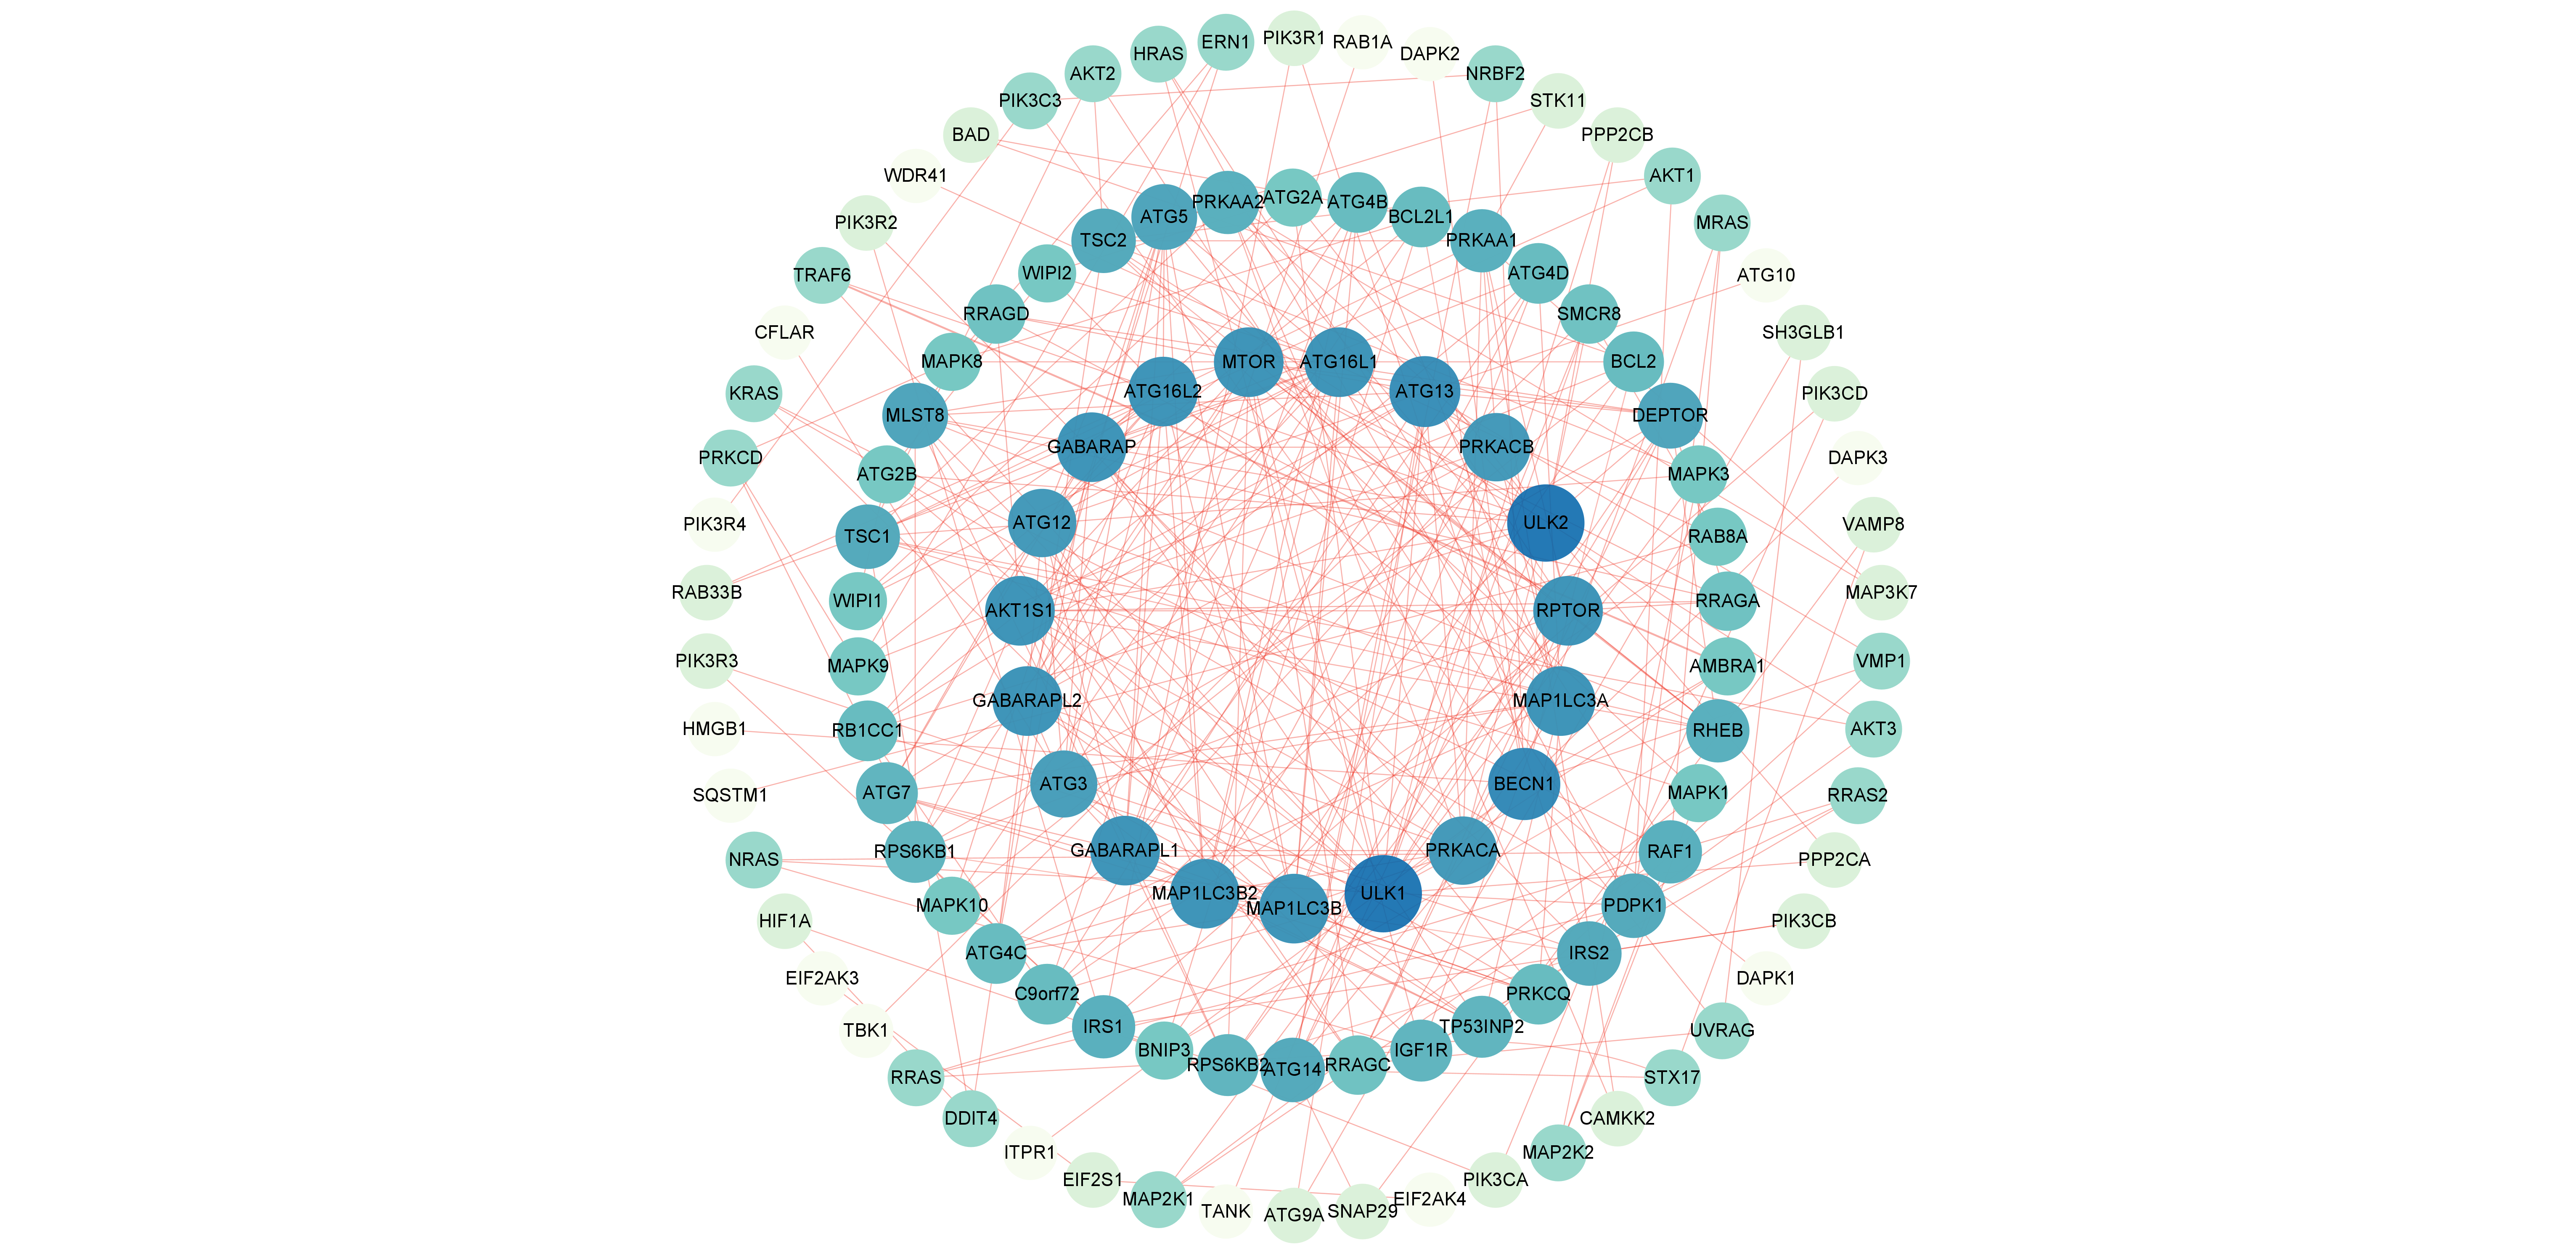 PIK3R1
RAB1A
ERN1
HRAS
DAPK2
AKT2
NRBF2
PIK3C3
STK11
BAD
PPP2CB
WDR41
AKT1
ATG2A
PRKAA2
ATG4B
ATG5
BCL2L1
PIK3R2
MRAS
TSC2
PRKAA1
WIPI2
ATG4D
TRAF6
ATG10
RRAGD
SMCR8
CFLAR
SH3GLB1
MAPK8
MTOR
ATG16L1
BCL2
ATG16L2
ATG13
KRAS
PIK3CD
MLST8
DEPTOR
GABARAP
PRKACB
PRKCD
DAPK3
ATG2B
MAPK3
ATG12
ULK2
PIK3R4
VAMP8
TSC1
RAB8A
RAB33B
MAP3K7
WIPI1
RRAGA
AKT1S1
RPTOR
PIK3R3
VMP1
MAPK9
AMBRA1
GABARAPL2
MAP1LC3A
HMGB1
AKT3
RB1CC1
RHEB
ATG3
BECN1
SQSTM1
RRAS2
ATG7
MAPK1
GABARAPL1
PRKACA
RPS6KB1
RAF1
NRAS
PPP2CA
MAP1LC3B2
ULK1
MAP1LC3B
MAPK10
PDPK1
HIF1A
PIK3CB
ATG4C
IRS2
EIF2AK3
DAPK1
C9orf72
PRKCQ
IRS1
TP53INP2
TBK1
UVRAG
BNIP3
IGF1R
RPS6KB2
RRAGC
ATG14
RRAS
STX17
DDIT4
CAMKK2
ITPR1
MAP2K2
EIF2S1
PIK3CA
MAP2K1
EIF2AK4
TANK
SNAP29
ATG9A